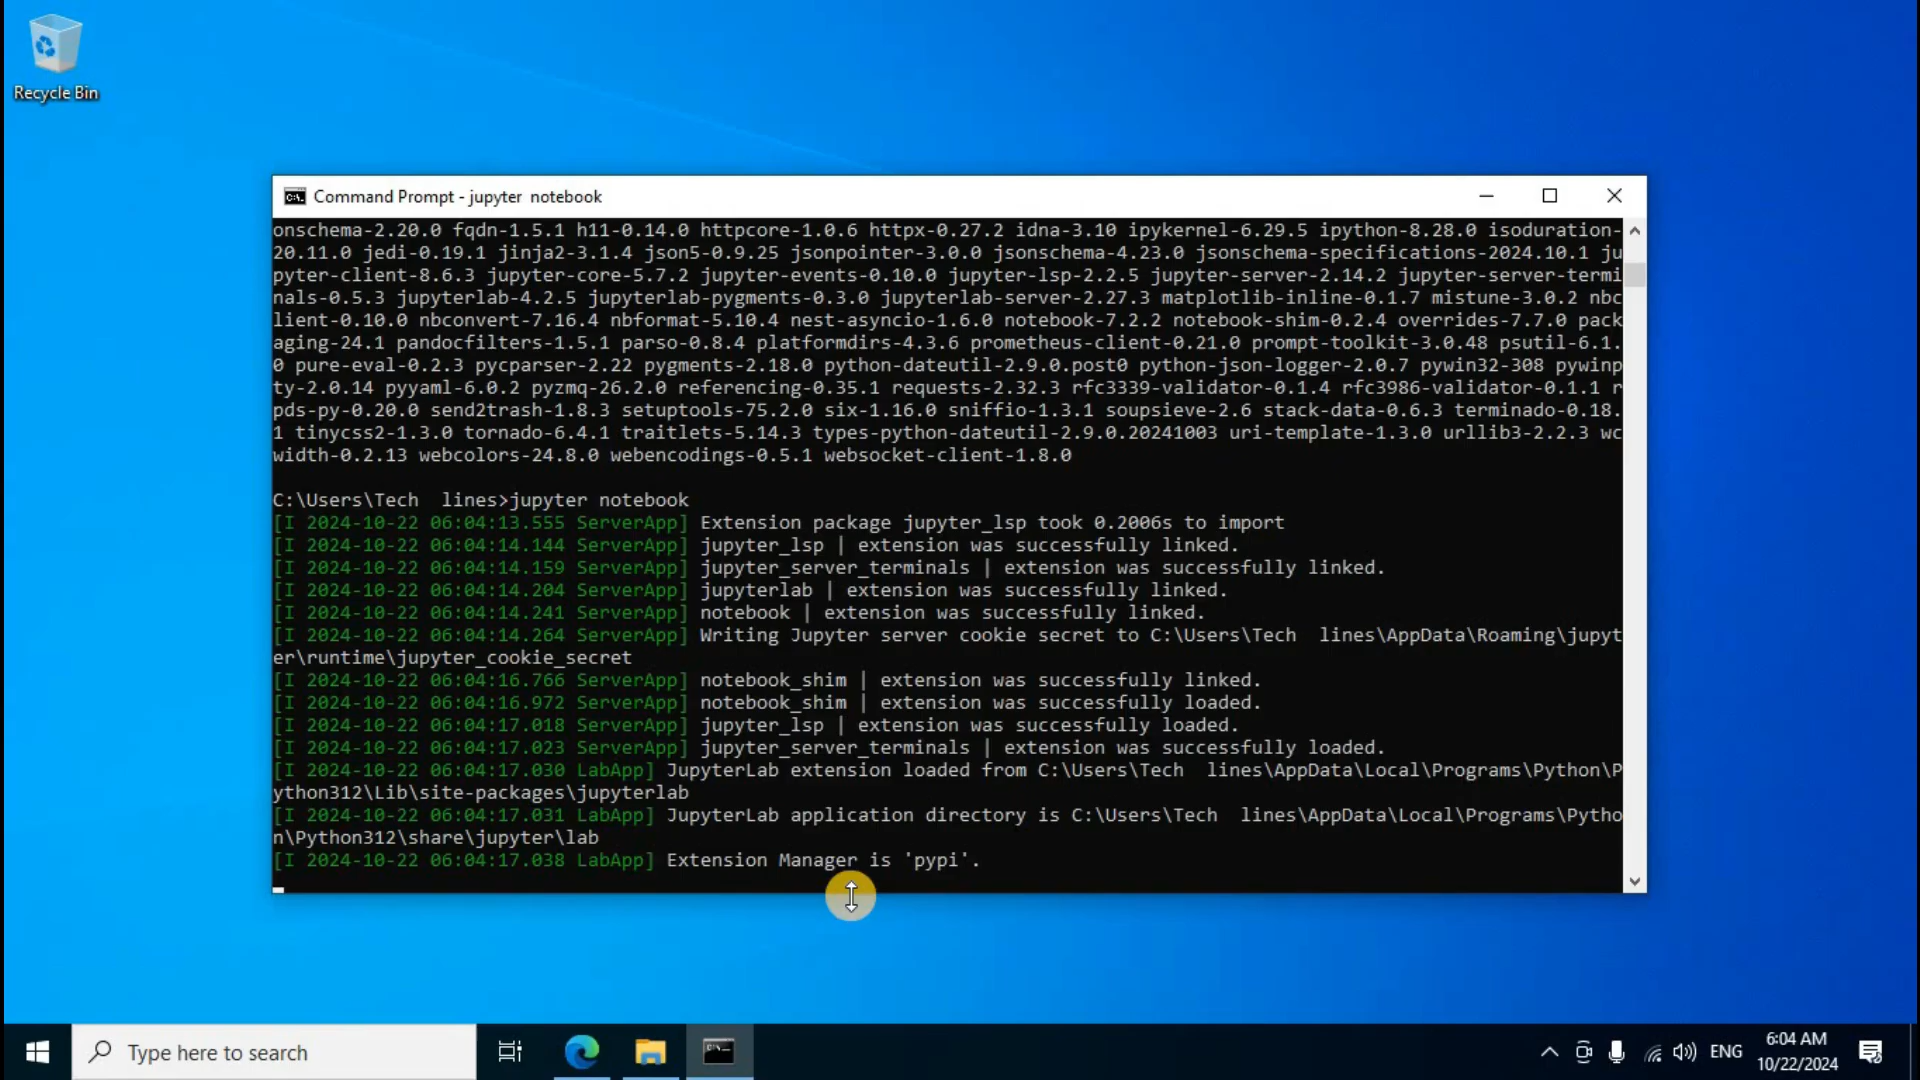 Recycle Bin
Command Prompt - jupyter  notebook
onschema-2.20.0 fqdn-1.5.1 h11-0.14.0 httpcore-1.0.6 httpx-0.27.2 idna-3.10 ipykernel-6.29.5 ipython-8.28.0 isoduration-
20.11.0 jedi-0.19.1 jinja2-3.1.4 json5-0.9.25 jsonpointer-3.0.0 jsonschema-4.23.0 jsonschema-specifications-2024.10.1 ju
pyter-client-8.6.3 jupyter-core-5.7.2 jupyter-events-0.10.0 jupyter-lsp-2.2.5 jupyter-server-2.14.2 jupyter-server-termi
nals-0.5.3 jupyterlab-4.2.5 jupyterlab-pygments-0.3.0 jupyterlab-server-2.27.3 matplotlib-inline-0.1.7 mistune-3.0.2 nbc
lient-0.10.0 nbconvert-7.16.4 nbformat-5.10.4 nest-asyncio-1.6.0 notebook-7.2.2 notebook-shim-0.2.4 overrides-7.7.0 pack
aging-24.1 pandocfilters-1.5.1 parso-0.8.4 platformdirs-4.3.6 prometheus-client-0.21.0 prompt-toolkit-3.0.48 psutil-6.1.
0 pure-eval-0.2.3 pycparser-2.22 pygments-2.18.0 python-dateutil-2.9.0.post0 python-json-logger-2.0.7 pywin32-308 pywinp
ty-2.0.14 pyyaml-6.0.2 pyzmq-26.2.0 referencing-0.35.1 requests-2.32.3 rfc3339-validator-0.1.4 rfc3986-validator-0.1.1 r
pds-py-0.20.0 send2trash-1.8.3 setuptools-75.2.0 six-1.16.0 sniffio-1.3.1 soupsieve-2.6 stack-data-0.6.3 terminado-0.18.
1 tinycss2-1.3.0 tornado-6.4.1 traitlets-5.14.3 types-python-dateutil-2.9.0.20241003 uri-template-1.3.0 urllib3-2.2.3 wc
width-0.2.13 webcolors-24.8.0 webencodings-0.5.1 websocket-client-1.8.0
C:\Users\Tech  lines>jupyter notebook
[I 2024-10-22 06:04:13.555 ServerApp] Extension package jupyter_lsp took 0.2006s to import
[I 2024-10-22 06:04:14.144 ServerApp] jupyter_lsp | extension was successfully linked.
[I 2024-10-22 06:04:14.159 ServerApp] jupyter_server_terminals | extension was successfully linked.
[I 2024-10-22 06:04:14.204 ServerApp] jupyterlab | extension was successfully linked.
[I 2024-10-22 06:04:14.241 ServerApp] notebook | extension was successfully linked.
[I 2024-10-22 06:04:14.264 ServerApp] Writing Jupyter server cookie secret to C:\Users\Tech  lines\AppData\Roaming\jupyt
er\runtime\jupyter_cookie_secret
[I 2024-10-22 06:04:16.766 ServerApp] notebook_shim | extension was successfully linked.
[I 2024-10-22 06:04:16.972 ServerApp] notebook_shim | extension was successfully loaded.
[I 2024-10-22 06:04:17.018 ServerApp] jupyter_lsp | extension was successfully loaded.
[I 2024-10-22 06:04:17.023 ServerApp] jupyter_server_terminals | extension was successfully loaded.
[I 2024-10-22 06:04:17.030 LabApp] JupyterLab extension loaded from C:\Users\Tech  lines\AppData\Local\Programs\Python\P
ython312\Lib\site-packages\jupyterlab
[I 2024-10-22 06:04:17.031 LabApp] JupyterLab application directory is C:\Users\Tech  lines\AppData\Local\Programs\Pytho
n\Python312\share\jupyter\lab
[I 2024-10-22 06:04:17.038 LabApp] Extension Manager is 'pypi'.
Type here to search
ENG
6:04 AM
10/22/2024